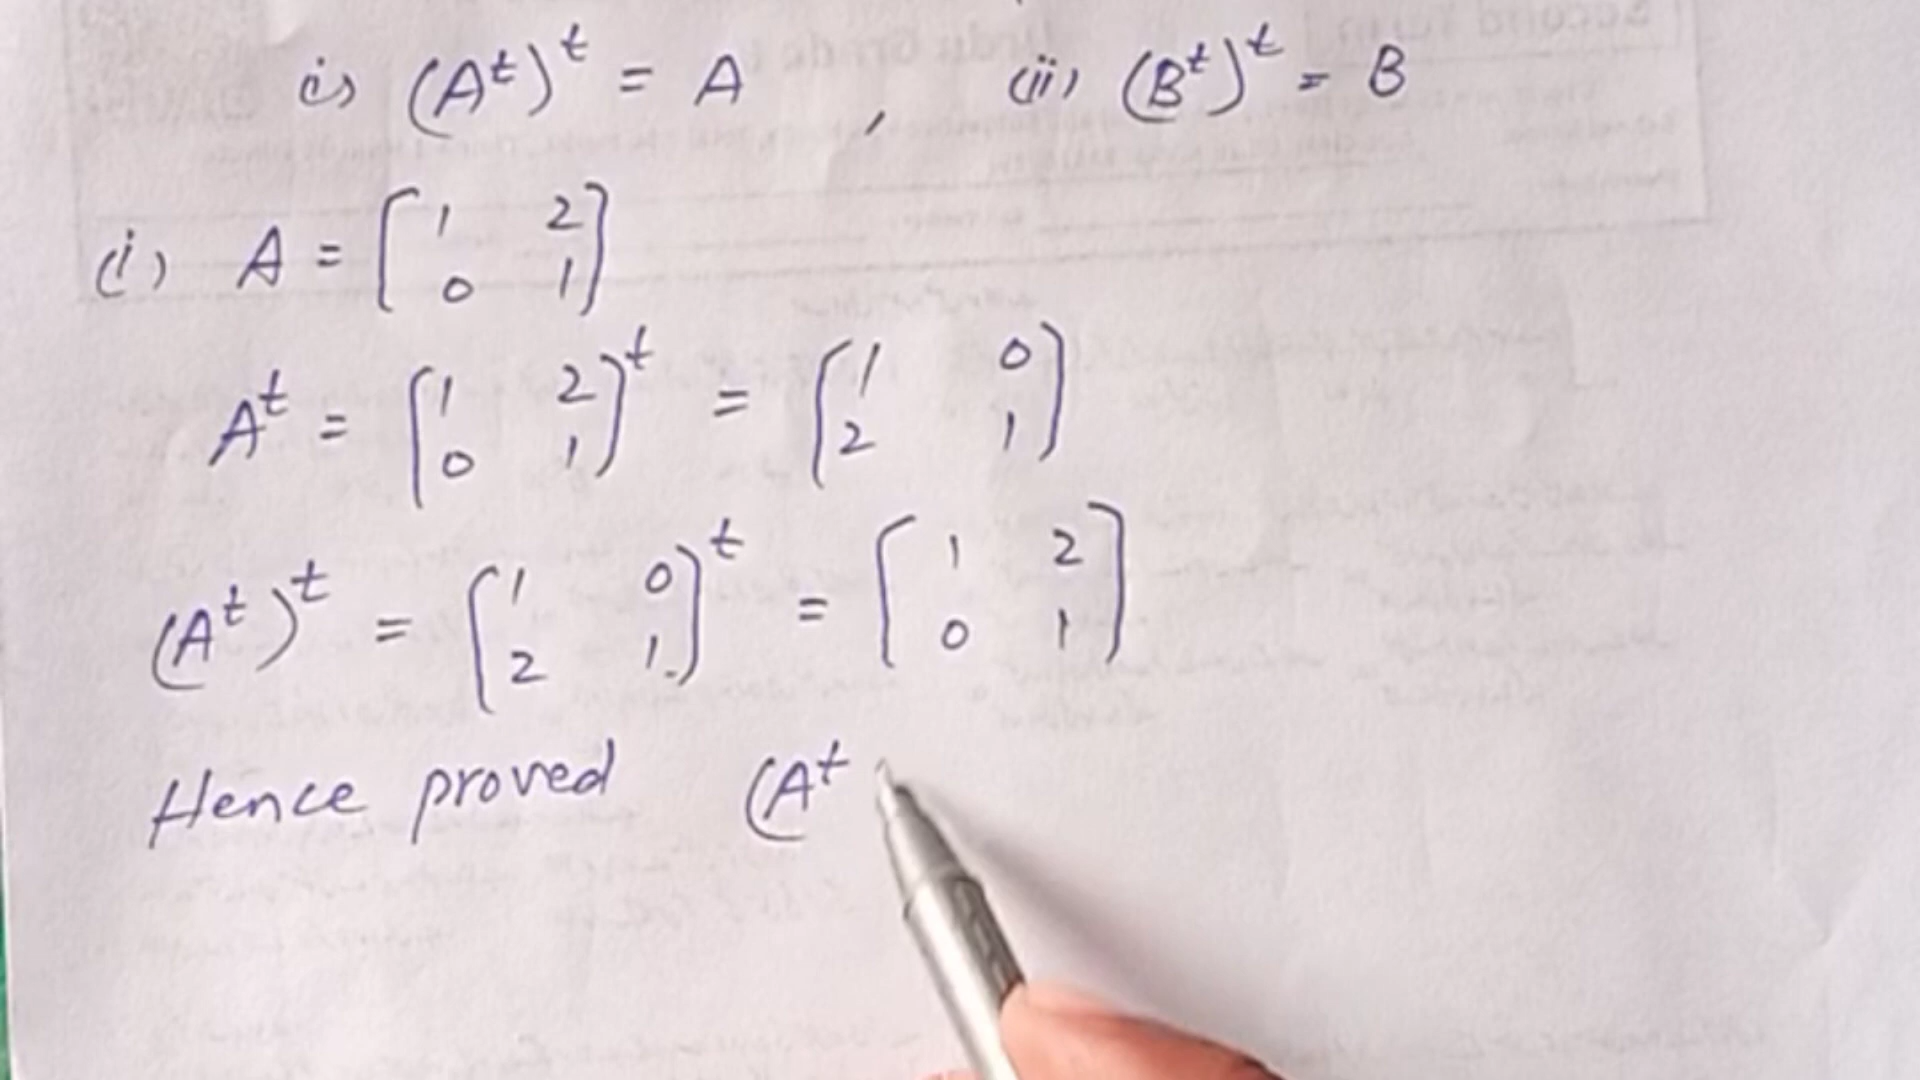 (i) (A^t)^t = A , (ii) (B^t)^t = B
(i) A = [1 2; 0 1]
A^t = [1 2; 0 1]^t = [1 0; 2 1]
(A^t)^t = [1 0; 2 1]^t = [1 2; 0 1]
Hence proved (A^t